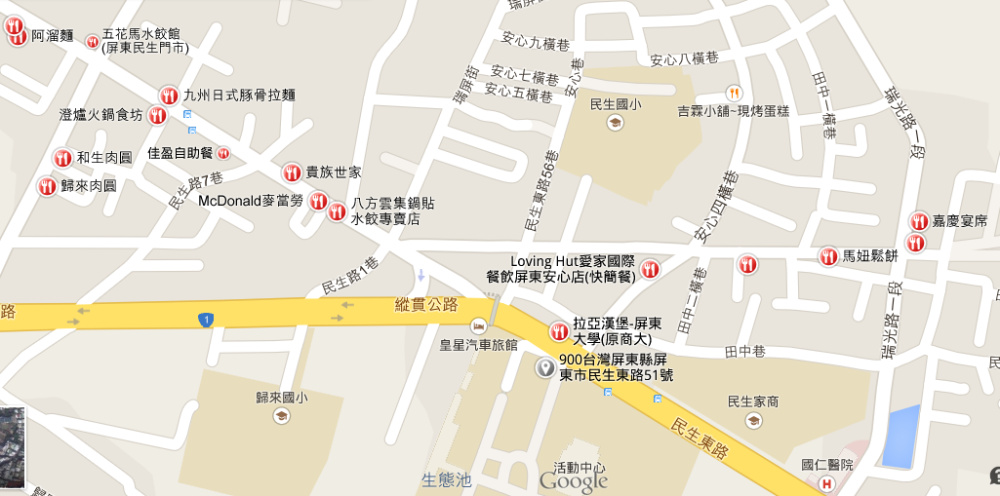 瑞屏
阿溜麵
五花馬水餃館
(屏東民生門市)
安心九橫巷
安心八橫巷
安心七橫巷
安心五橫巷
安心巷
瑞屏街
田中一橫巷
瑞光路一段
九州日式豚骨拉麵
澄爐火鍋食坊
民生國小
吉霖小舖~現烤蛋糕
和生肉圓
佳盈自助餐
歸來肉圓
民生路7巷
貴族世家
民生東路56巷
McDonald麥當勞
八方雲集鍋貼
水餃專賣店
安心四橫巷
嘉慶宴席
馬妞鬆餅
Loving Hut愛家國際
餐飲屏東安心店(快簡餐)
民生路1巷
田中二橫巷
瑞光路一段
路
1
縱貫公路
皇星汽車旅館
拉亞漢堡-屏東
大學(原商大)
田中巷
900台灣屏東縣屏
東市民生東路51號
民
歸國國小
民生家商
民生東路
國仁醫院
H
活動中心
生態池
Google
歸